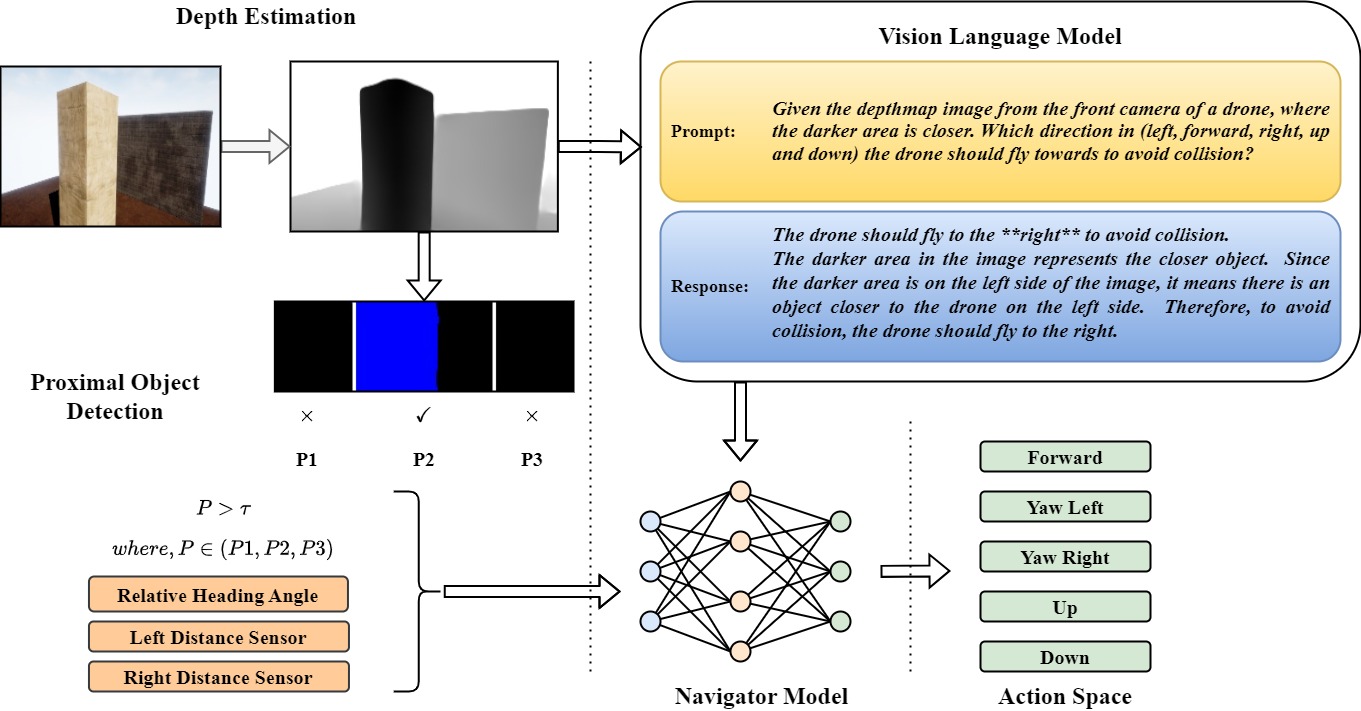 Depth Estimation
Vision Language Model
Prompt:
Given the depthmap image from the front camera of a drone, where
the darker area is closer. Which direction in (left, forward, right, up
and down) the drone should fly towards to avoid collision?
Response:
The drone should fly to the **right** to avoid collision.
The darker area in the image represents the closer object. Since
the darker area is on the left side of the image, it means there is an
object closer to the drone on the left side. Therefore, to avoid
collision, the drone should fly to the right.
Proximal Object
Detection
× ✓ ×
P1 P2 P3
P > τ
where, P ∈ (P1, P2, P3)
Relative Heading Angle
Left Distance Sensor
Right Distance Sensor
Navigator Model
Forward
Yaw Left
Yaw Right
Up
Down
Action Space